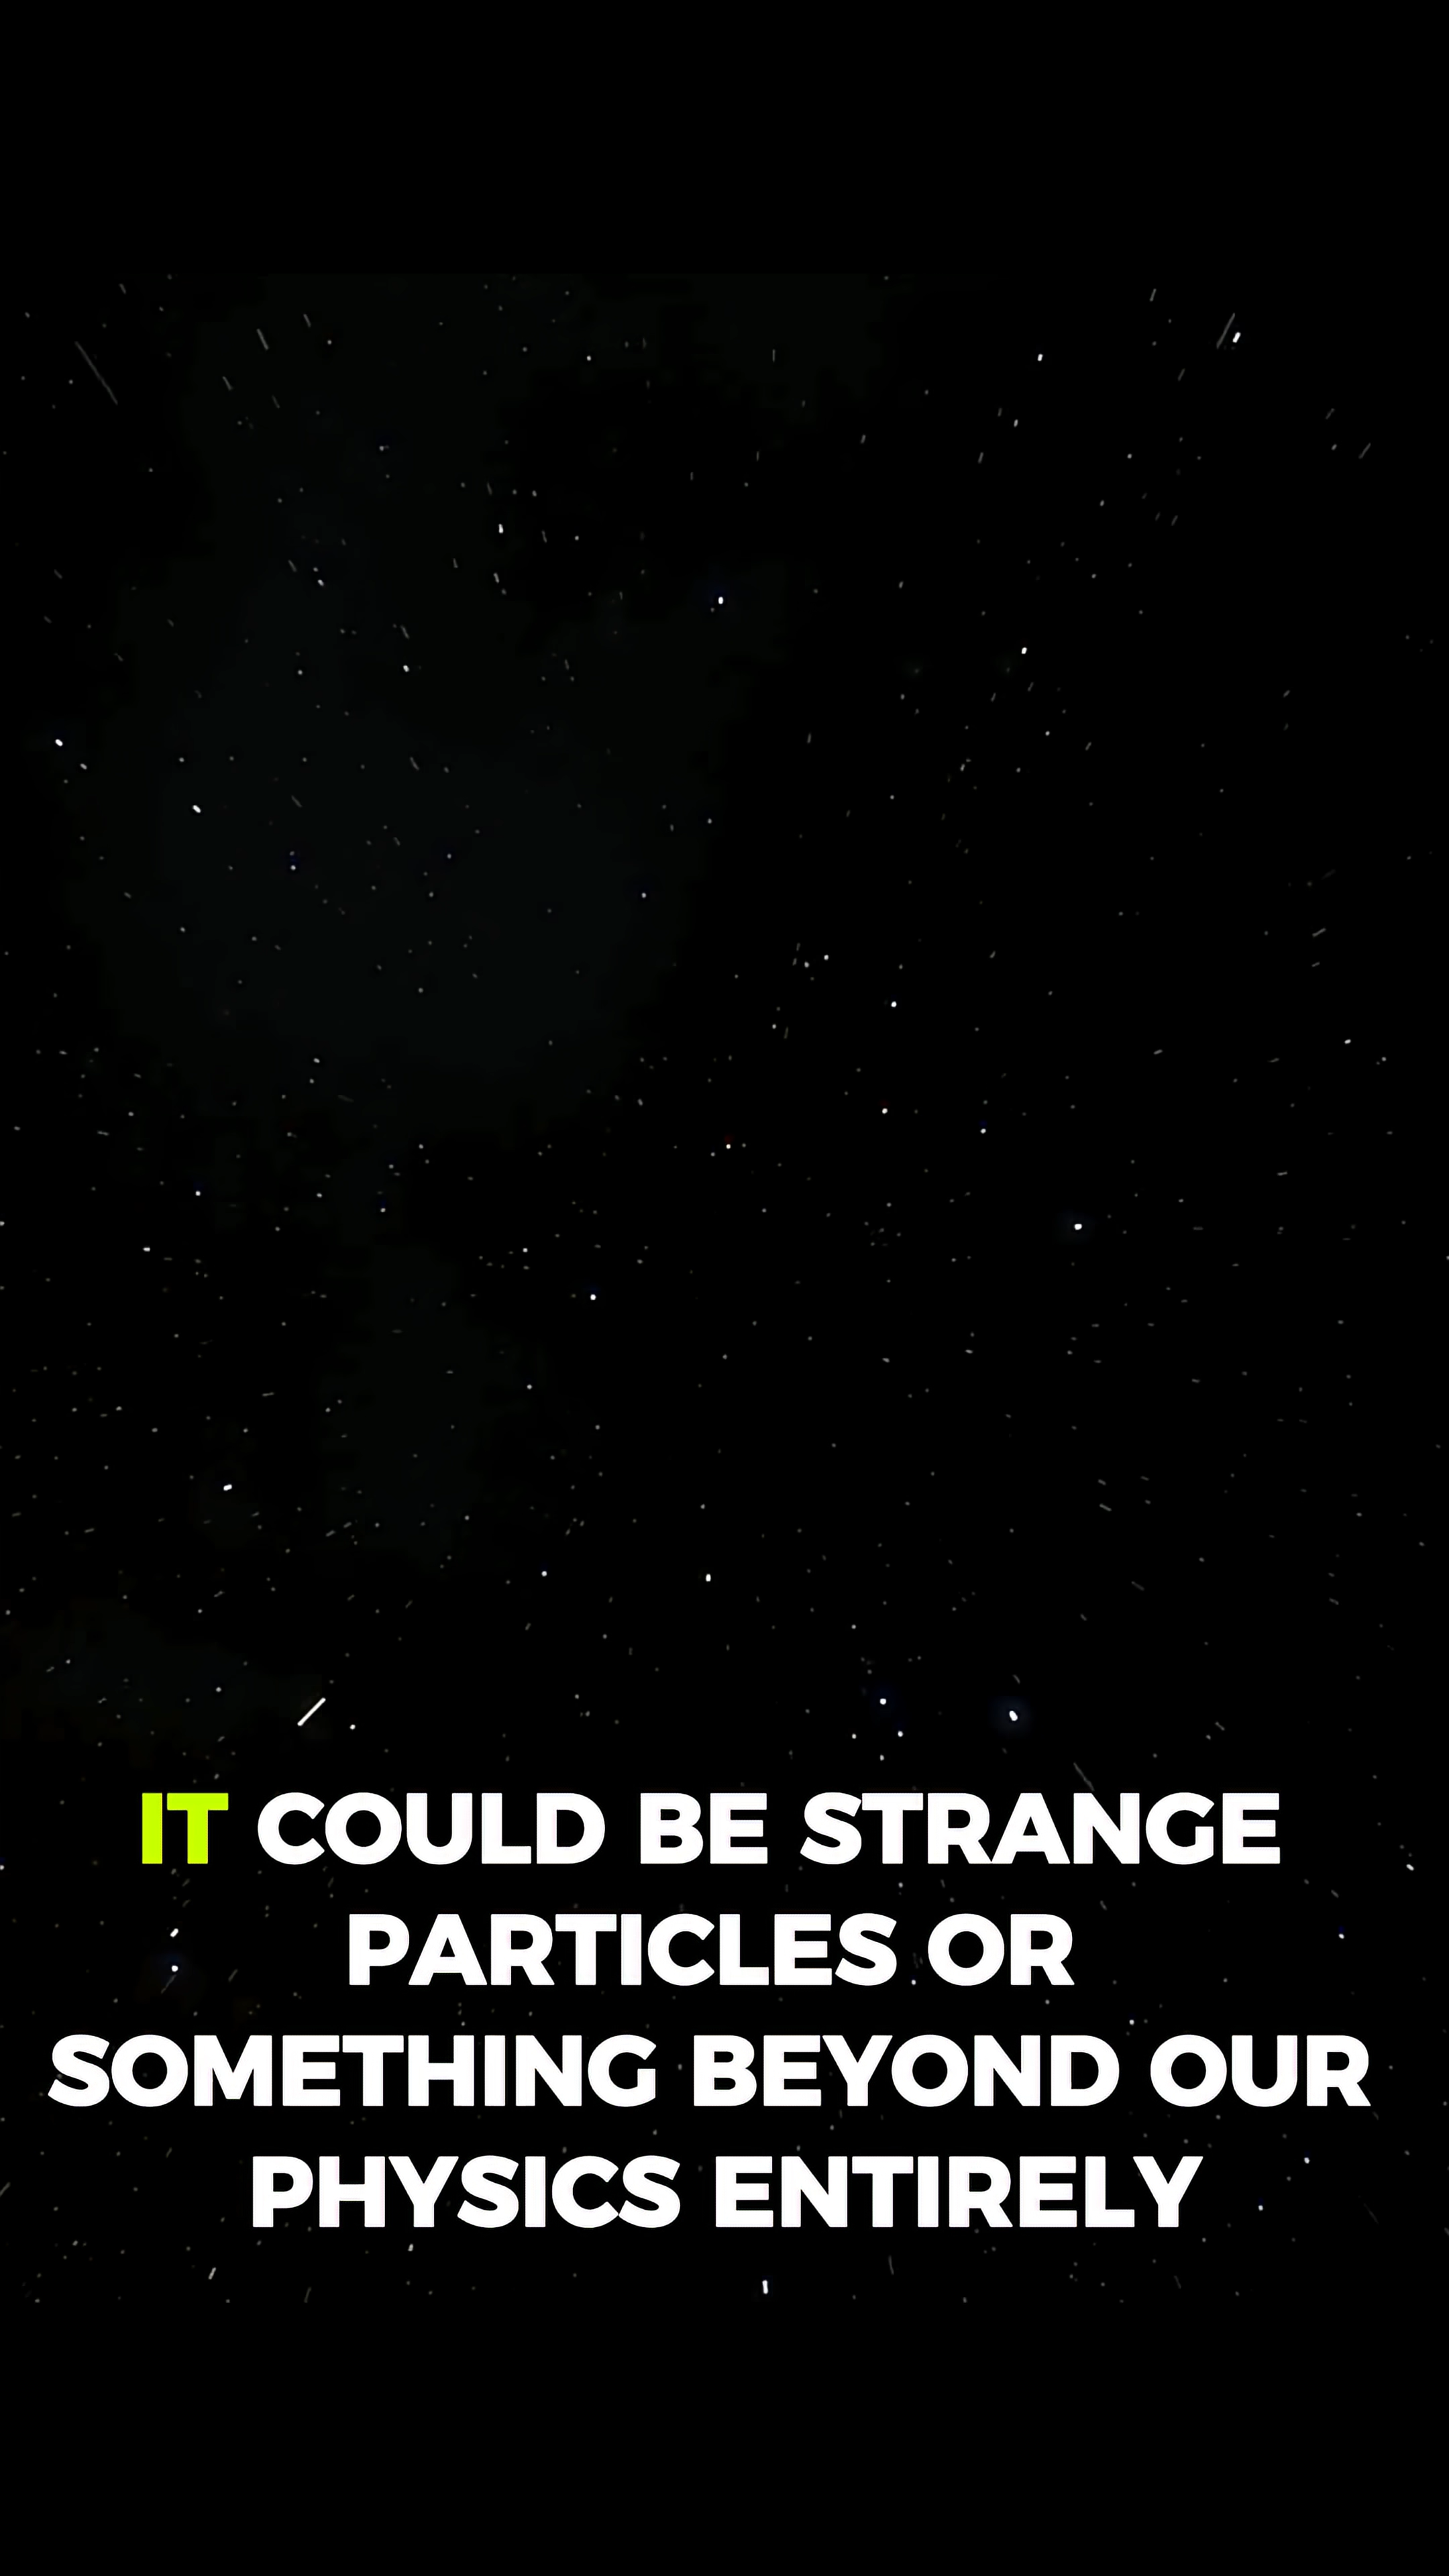 IT COULD BE STRANGE
PARTICLES OR
SOMETHING BEYOND OUR
PHYSICS ENTIRELY